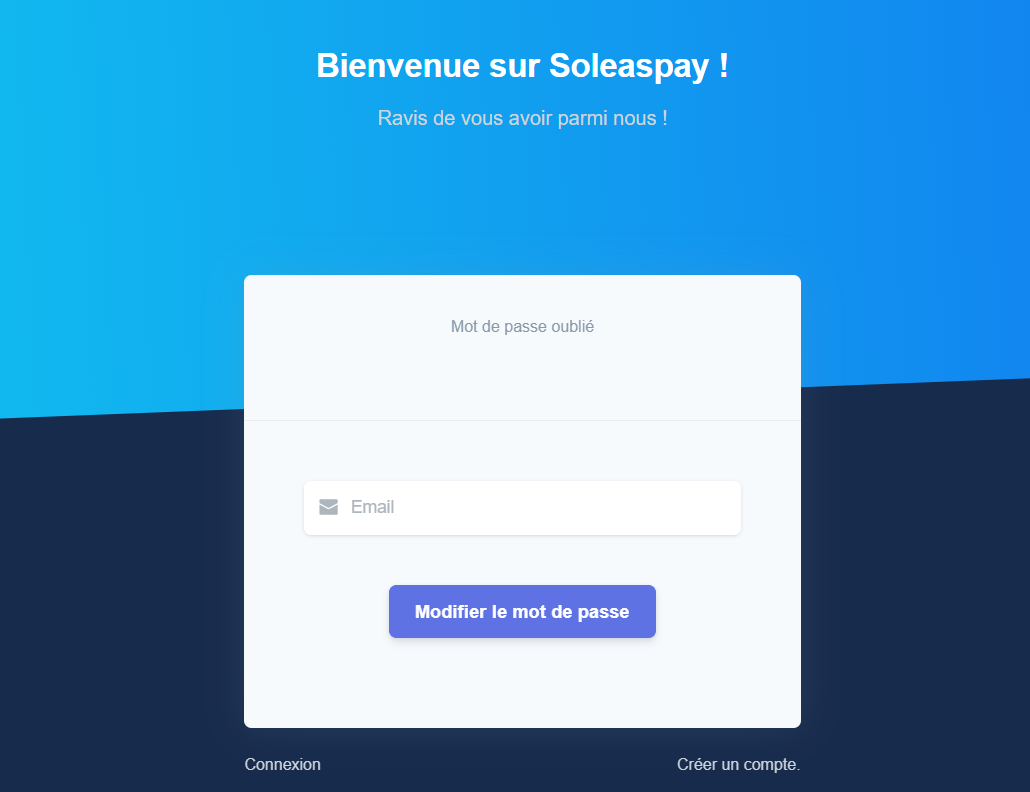 Bienvenue sur Soleaspay !
Ravis de vous avoir parmi nous !
Mot de passe oublié
Email
Modifier le mot de passe
Connexion
Créer un compte.